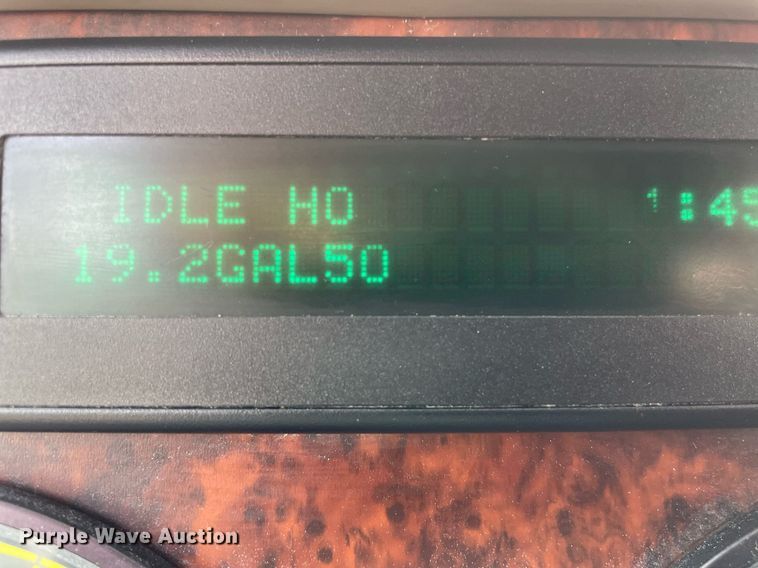 IDLE HO 1:45
19.2GAL50
Purple Wave Auction